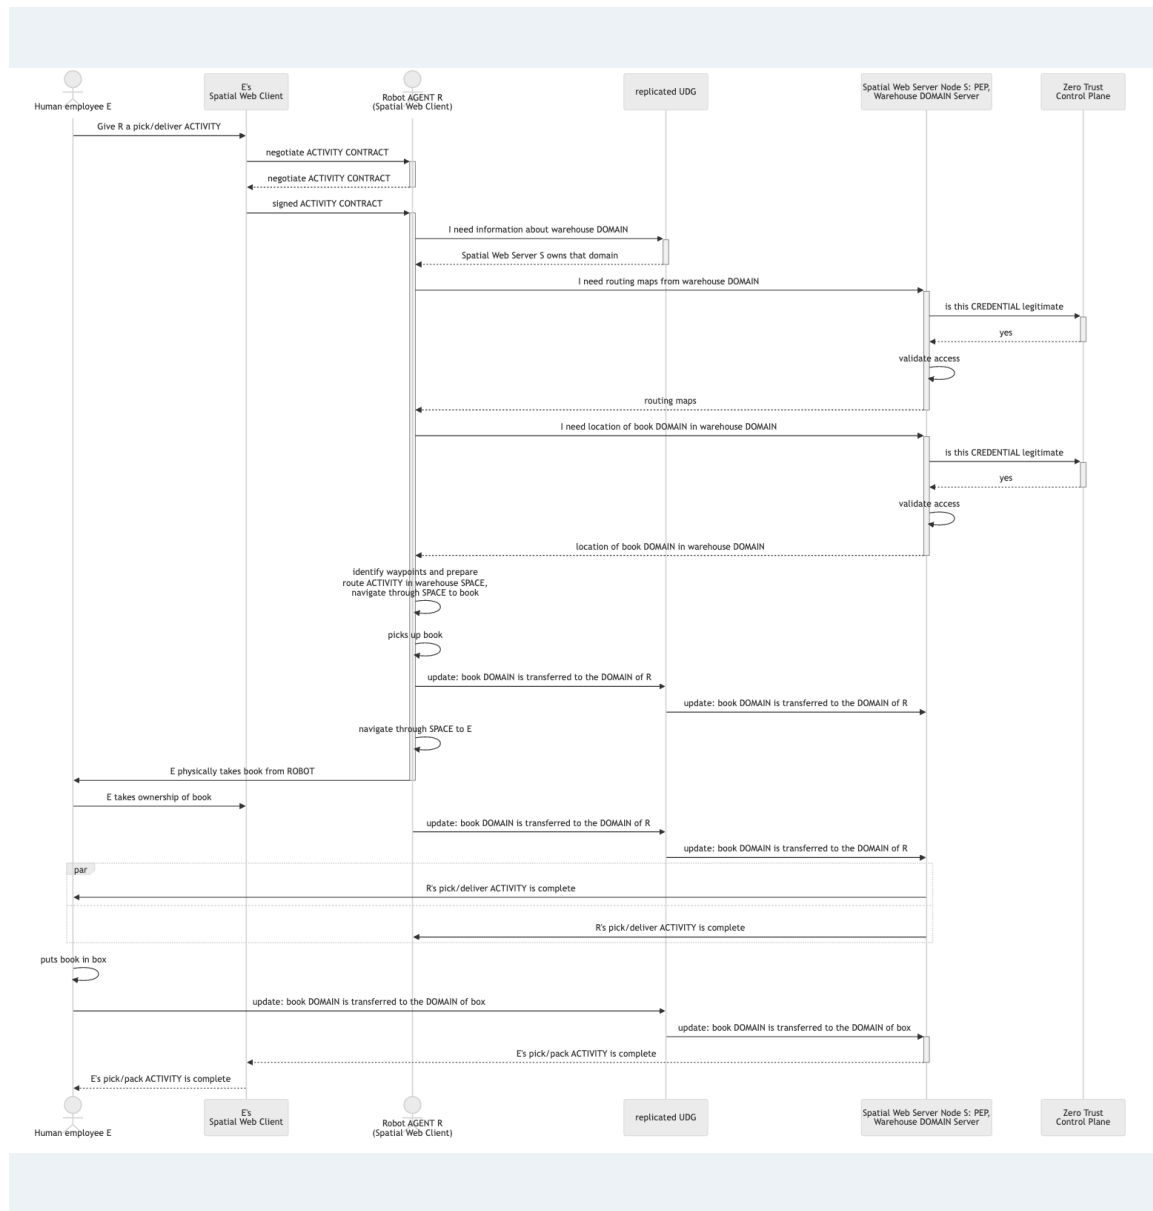 Human employee E
E's
Spatial Web Client
Robot AGENT R
(Spatial Web Client)
replicated UDG
Spatial Web Server Node S: PEP,
Warehouse DOMAIN Server
Zero Trust
Control Plane
Give R a pick/deliver ACTIVITY
negotiate ACTIVITY CONTRACT
negotiate ACTIVITY CONTRACT
signed ACTIVITY CONTRACT
I need information about warehouse DOMAIN
Spatial Web Server S owns that domain
I need routing maps from warehouse DOMAIN
is this CREDENTIAL legitimate
yes
validate access
routing maps
I need location of book DOMAIN in warehouse DOMAIN
is this CREDENTIAL legitimate
yes
validate access
location of book DOMAIN in warehouse DOMAIN
identify waypoints and prepare
route ACTIVITY in warehouse SPACE,
navigate through SPACE to book
picks up book
update: book DOMAIN is transferred to the DOMAIN of R
update: book DOMAIN is transferred to the DOMAIN of R
navigate through SPACE to E
E physically takes book from ROBOT
E takes ownership of book
update: book DOMAIN is transferred to the DOMAIN of R
update: book DOMAIN is transferred to the DOMAIN of R
par
R's pick/deliver ACTIVITY is complete
R's pick/deliver ACTIVITY is complete
puts book in box
update: book DOMAIN is transferred to the DOMAIN of box
update: book DOMAIN is transferred to the DOMAIN of box
E's pick/pack ACTIVITY is complete
E's pick/pack ACTIVITY is complete
Human employee E
E's
Spatial Web Client
Robot AGENT R
(Spatial Web Client)
replicated UDG
Spatial Web Server Node S: PEP,
Warehouse DOMAIN Server
Zero Trust
Control Plane